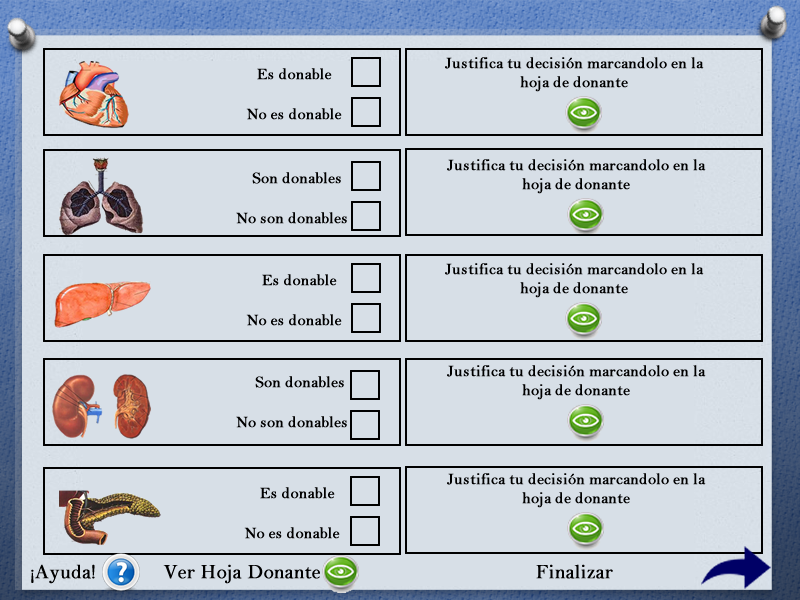 Es donable
No es donable
Justifica tu decisión marcandolo en la
hoja de donante
Son donables
No son donables
Justifica tu decisión marcandolo en la
hoja de donante
Es donable
No es donable
Justifica tu decisión marcandolo en la
hoja de donante
Son donables
No son donables
Justifica tu decisión marcandolo en la
hoja de donante
Es donable
No es donable
Justifica tu decisión marcandolo en la
hoja de donante
¡Ayuda! ? Ver Hoja Donante Finalizar